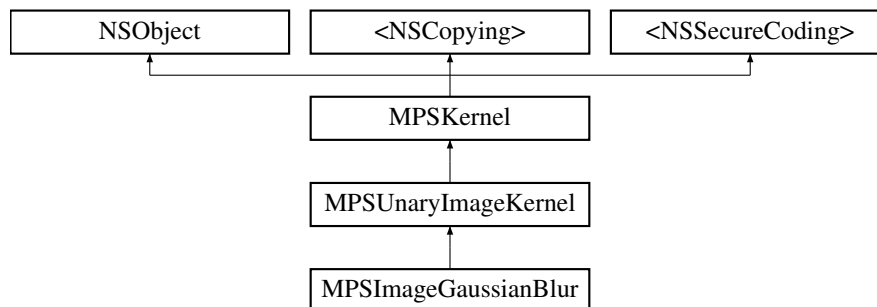 NSObject
<NSCopying>
<NSSecureCoding>
MPSKernel
MPSUnaryImageKernel
MPSImageGaussianBlur